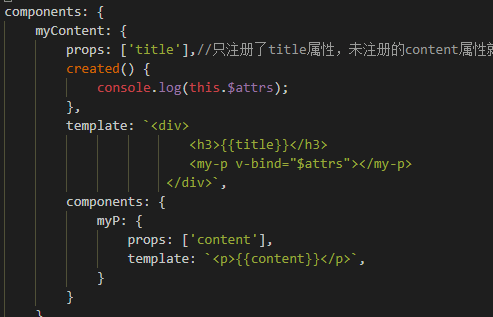 components: {
myContent: {
props: ['title'],//只注册了title属性，未注册的content属性
created() {
console.log(this.$attrs);
},
template: `<div>
<h3>{{title}}</h3>
<my-p v-bind="$attrs"></my-p>
</div>`,
components: {
myP: {
props: ['content'],
template: `<p>{{content}}</p>`,
}
}
}